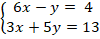 {6x − y = 4
3x + 5y = 13